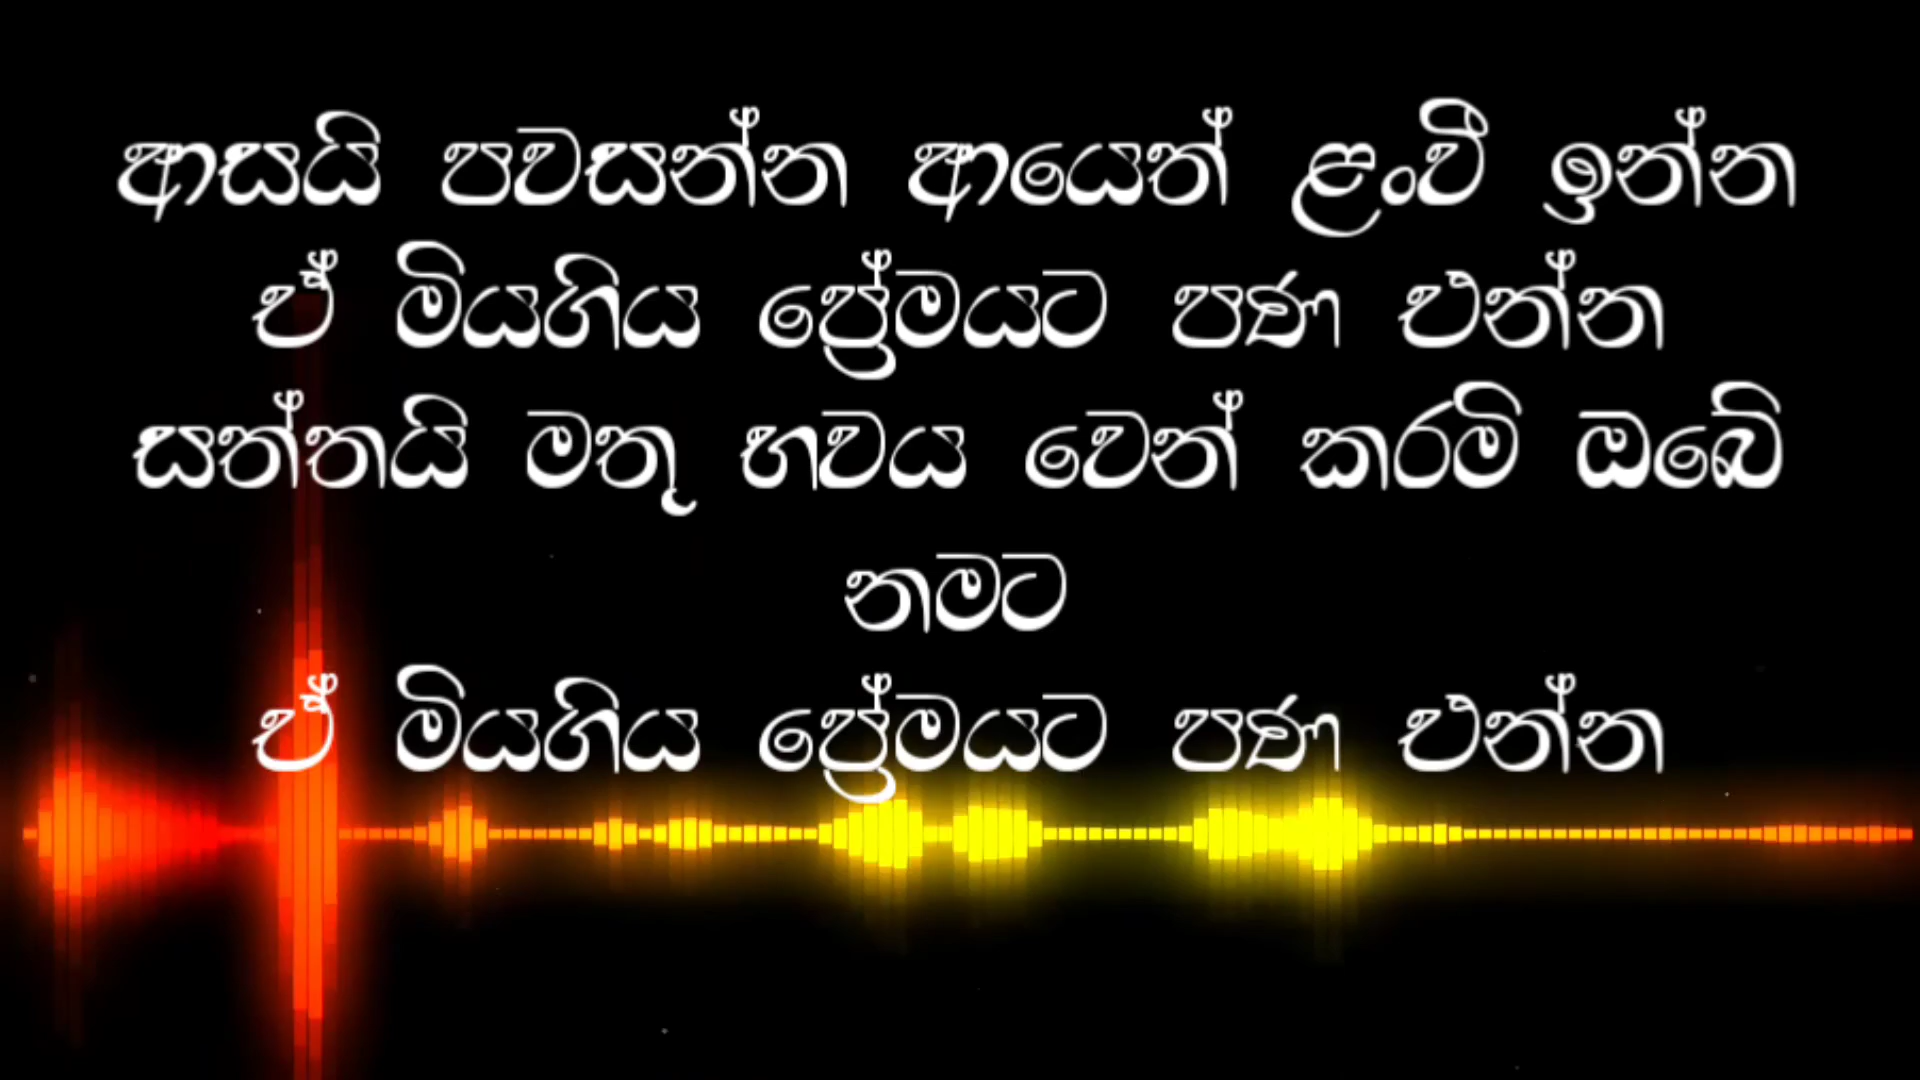 ආසයි පවසන්න ආයෙත් ළංවී ඉන්න
ඒ මියගිය ප්‍රේමයට පණ එන්න
සත්තයි මතු භවය වෙන් කරමි ඔබේ
නමට
ඒ මියගිය ප්‍රේමයට පණ එන්න